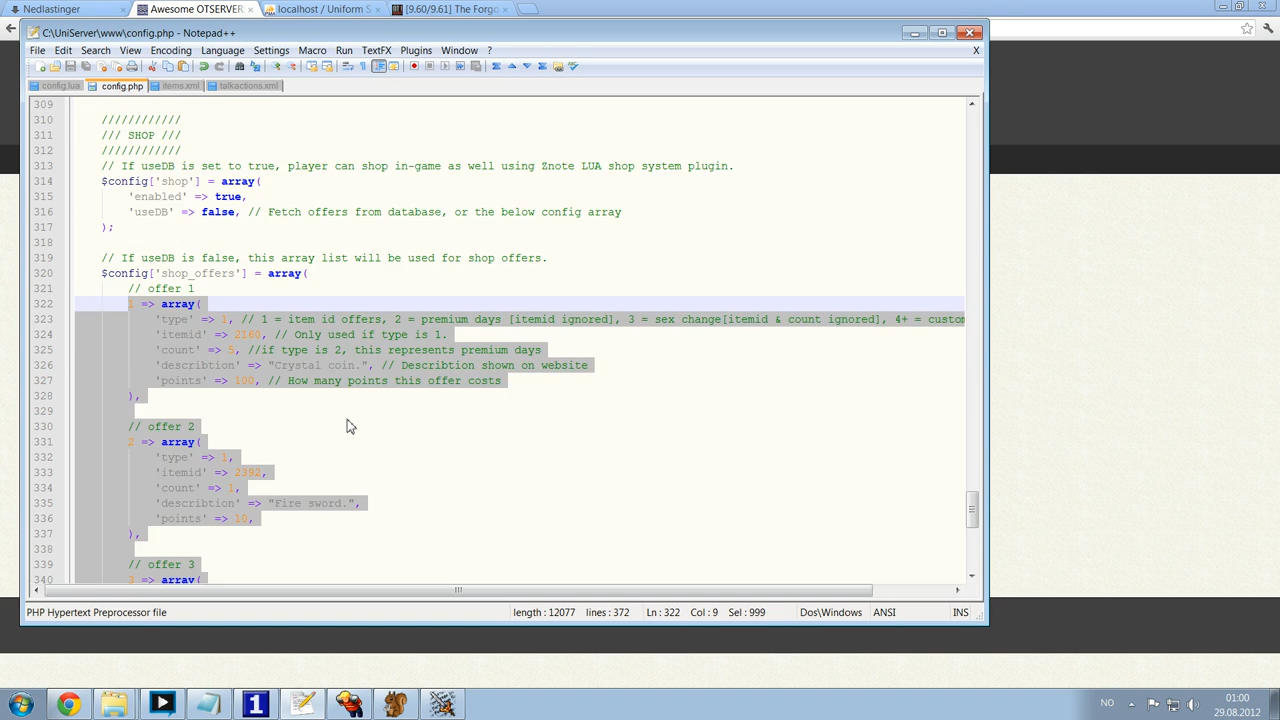 Nedlastinger
Awesome OTSERVER
localhost / Uniform S
[9.60/9.61] The Forgo
C:\UniServer\www\config.php - Notepad++
File Edit Search View Encoding Language Settings Macro Run TextFX Plugins Window ? X
config.lua config.php items.xml talkactions.xml
309
310 ////////////
311 /// SHOP ///
312 ////////////
313 // If useDB is set to true, player can shop in-game as well using Znote LUA shop system plugin.
314 $config['shop'] = array(
315 'enabled' => true,
316 'useDB' => false, // Fetch offers from database, or the below config array
317 );
318
319 // If useDB is false, this array list will be used for shop offers.
320 $config['shop_offers'] = array(
321 // offer 1
322 1 => array(
323 'type' => 1, // 1 = item id offers, 2 = premium days [itemid ignored], 3 = sex change[itemid & count ignored], 4+ = custom
324 'itemid' => 2160, // Only used if type is 1.
325 'count' => 5, //if type is 2, this represents premium days
326 'describtion' => "Crystal coin.", // Describtion shown on website
327 'points' => 100, // How many points this offer costs
328 ),
329
330 // offer 2
331 2 => array(
332 'type' => 1,
333 'itemid' => 2392,
334 'count' => 1,
335 'describtion' => "Fire sword.",
336 'points' => 10,
337 ),
338
339 // offer 3
340 3 => array(
PHP Hypertext Preprocessor file length : 12077 lines : 372 Ln : 322 Col : 9 Sel : 999 Dos\Windows ANSI INS
1
NO
01:00
29.08.2012